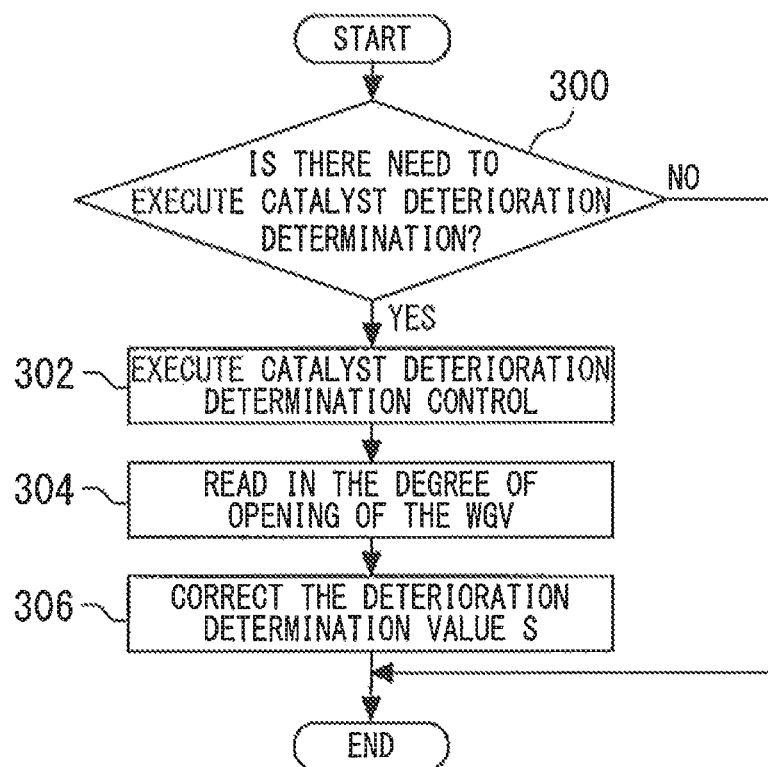 START
300
IS THERE NEED TO
EXECUTE CATALYST DETERIORATION
DETERMINATION?
NO
YES
302
EXECUTE CATALYST DETERIORATION
DETERMINATION CONTROL
304
READ IN THE DEGREE OF
OPENING OF THE WGV
306
CORRECT THE DETERIORATION
DETERMINATION VALUE S
END